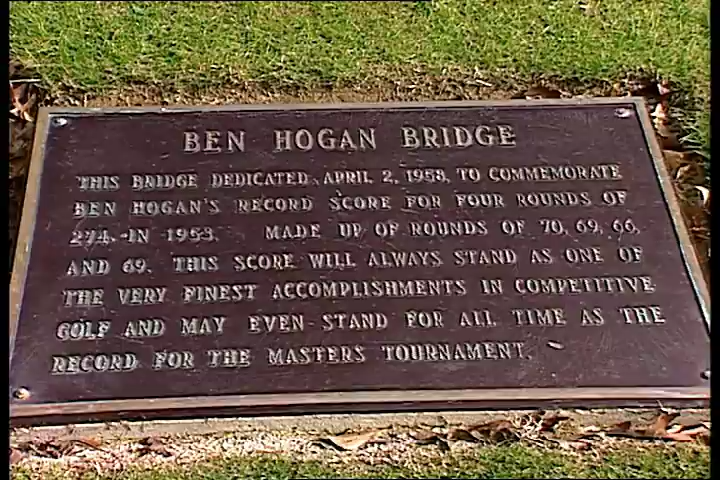 BEN HOGAN BRIDGE
THIS BRIDGE DEDICATED APRIL 2, 1958, TO COMMEMORATE
BEN HOGAN'S RECORD SCORE FOR FOUR ROUNDS OF
274 IN 1953. MADE UP OF ROUNDS OF 70, 69, 66,
AND 69. THIS SCORE WILL ALWAYS STAND AS ONE OF
THE VERY FINEST ACCOMPLISHMENTS IN COMPETITIVE
GOLF AND MAY EVEN STAND FOR ALL TIME AS THE
RECORD FOR THE MASTERS TOURNAMENT.